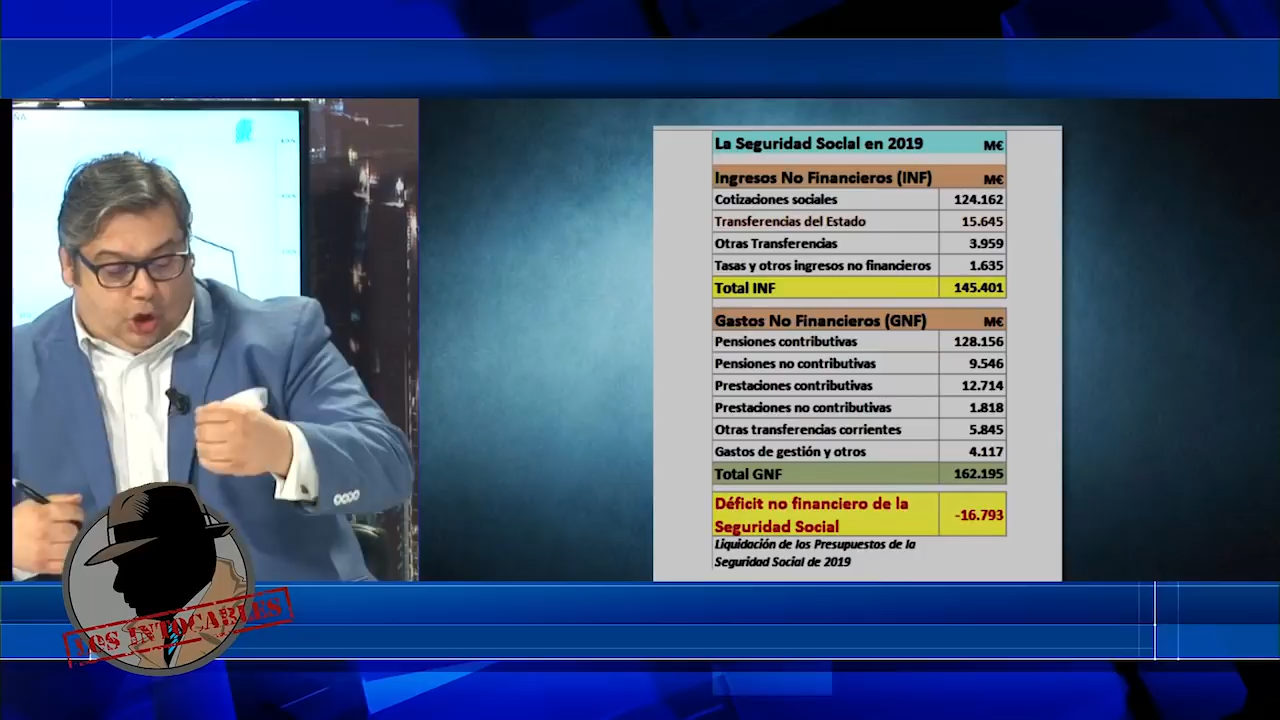 La Seguridad Social en 2019 M€
Ingresos No Financieros (INF) M€
Cotizaciones sociales 124.162
Transferencias del Estado 15.645
Otras Transferencias 3.959
Tasas y otros ingresos no financieros 1.635
Total INF 145.401
Gastos No Financieros (GNF) M€
Pensiones contributivas 128.156
Pensiones no contributivas 9.546
Prestaciones contributivas 12.714
Prestaciones no contributivas 1.818
Otras transferencias corrientes 5.845
Gastos de gestión y otros 4.117
Total GNF 162.195
Déficit no financiero de la
Seguridad Social -16.793
Liquidación de los Presupuestos de la
Seguridad Social de 2019
LOS INTOCABLES